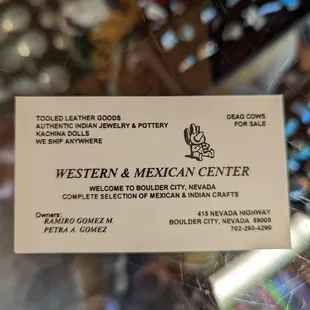 TOOLED LEATHER GOODS
AUTHENTIC INDIAN JEWELRY & POTTERY
KACHINA DOLLS
WE SHIP ANYWHERE
DEAD COWS
FOR SALE
WESTERN & MEXICAN CENTER
WELCOME TO BOULDER CITY, NEVADA
COMPLETE SELECTION OF MEXICAN & INDIAN CRAFTS
Owners:
RAMIRO GOMEZ M.
PETRA A. GOMEZ
415 NEVADA HIGHWAY
BOULDER CITY, NEVADA 89005
702-293-4290